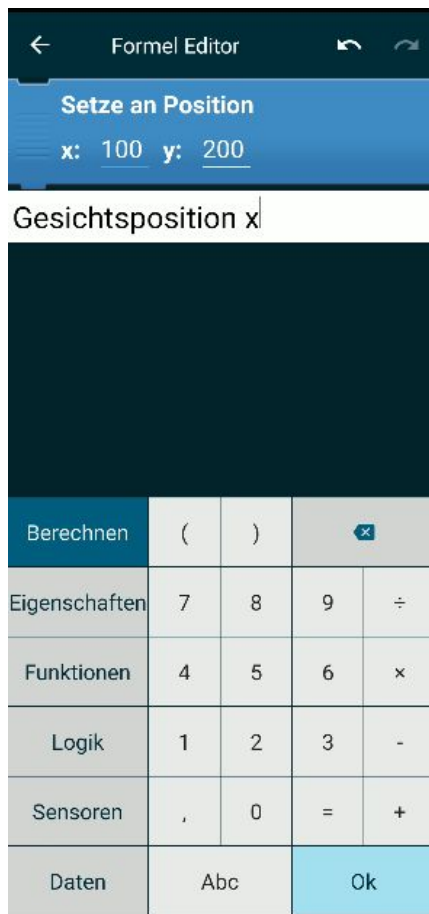 Formel Editor
Setze an Position
x: 100 y: 200
Gesichtsposition x
Berechnen ( )
Eigenschaften 7 8 9 ÷
Funktionen 4 5 6 ×
Logik 1 2 3 -
Sensoren , 0 = +
Daten Abc Ok